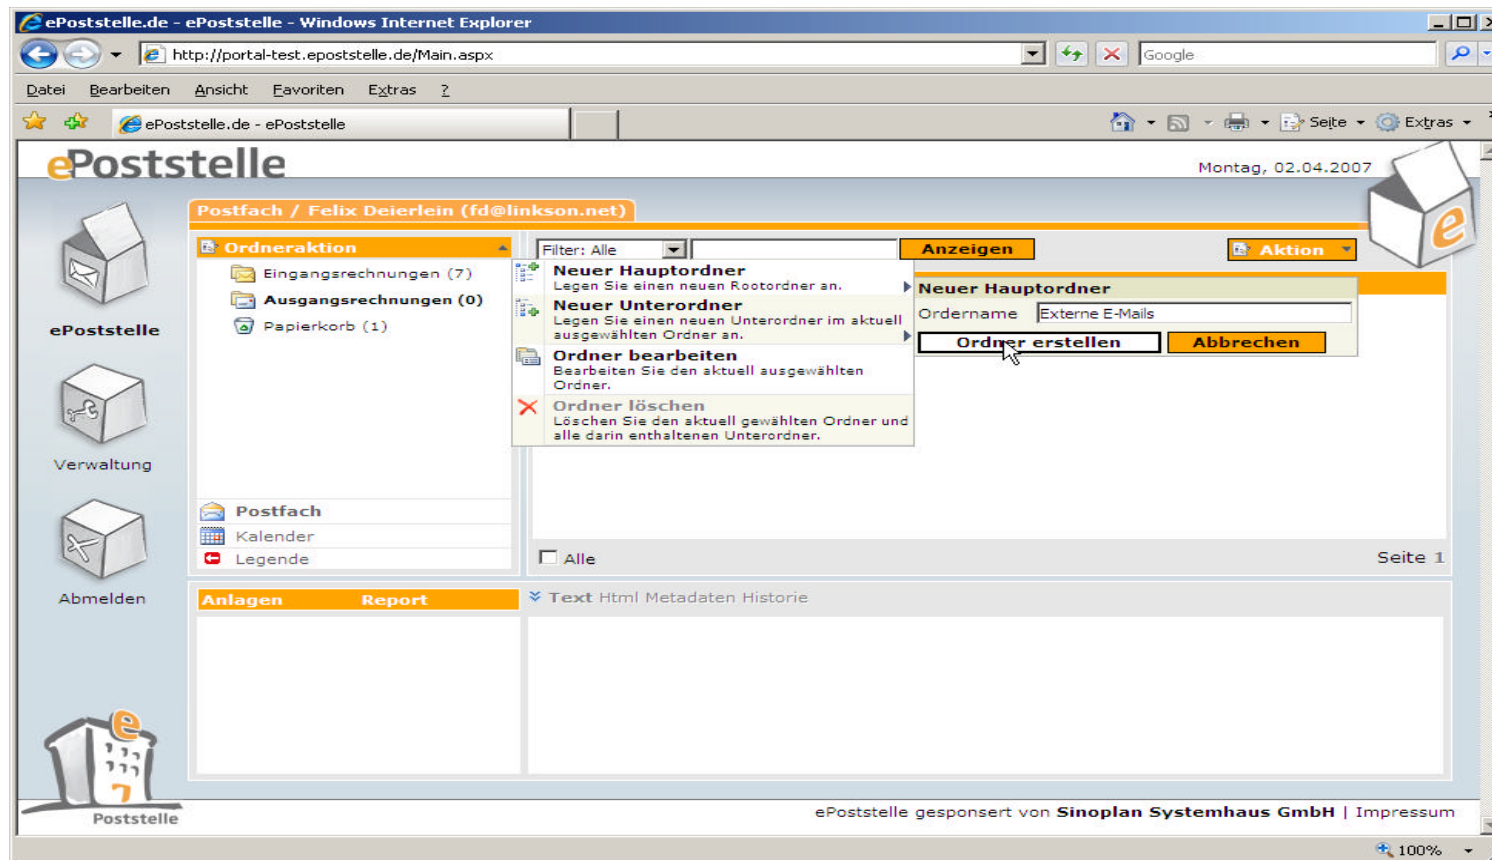 ePoststelle.de - ePoststelle - Windows Internet Explorer
http://portal-test.epoststelle.de/Main.aspx
Google
Datei Bearbeiten Ansicht Favoriten Extras ?
ePoststelle.de - ePoststelle
Seite Extras
ePoststelle
Montag, 02.04.2007
Postfach / Felix Deierlein (fd@linkson.net)
Ordneraktion
Filter: Alle
Anzeigen
Aktion
Eingangsrechnungen (7)
Ausgangsrechnungen (0)
Papierkorb (1)
Neuer Hauptordner
Legen Sie einen neuen Rootordner an.
Neuer Unterordner
Legen Sie einen neuen Unterordner im aktuell
ausgewählten Ordner an.
Ordner bearbeiten
Bearbeiten Sie den aktuell ausgewählten
Ordner.
Ordner löschen
Löschen Sie den aktuell gewählten Ordner und
alle darin enthaltenen Unterordner.
Neuer Hauptordner
Ordername Externe E-Mails
Ordner erstellen Abbrechen
ePoststelle
Verwaltung
Abmelden
Postfach
Kalender
Legende
Alle
Seite 1
Anlagen Report
Text Html Metadaten Historie
Poststelle
ePoststelle gesponsert von Sinoplan Systemhaus GmbH | Impressum
100%